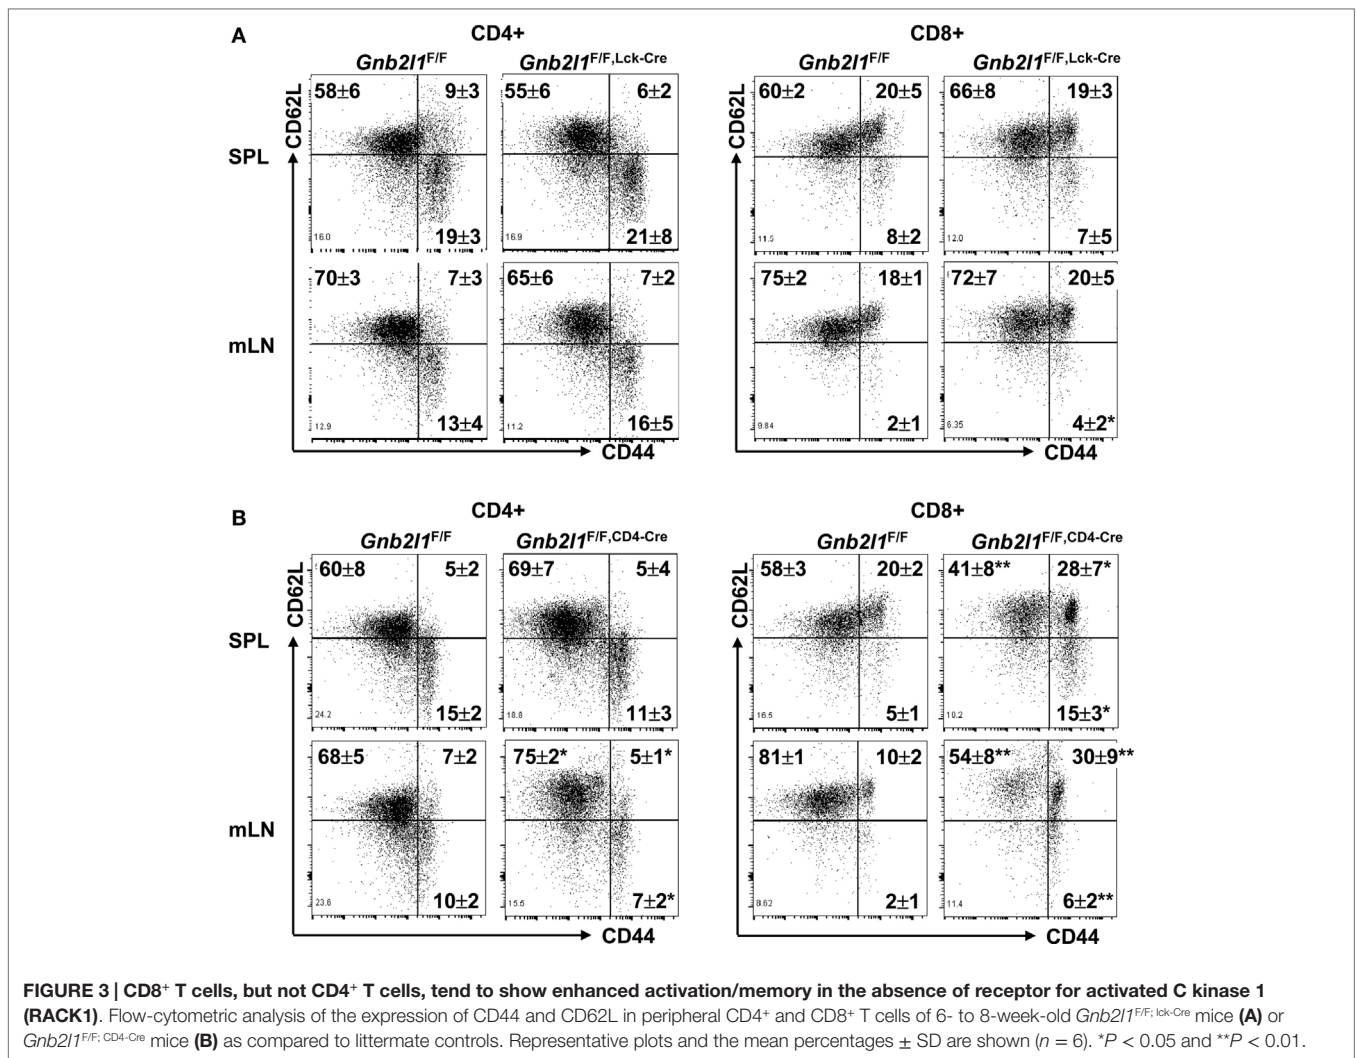 A
CD4+
CD8+
Gnb2l1F/F
Gnb2l1F/F,Lck-Cre
Gnb2l1F/F
Gnb2l1F/F,Lck-Cre
CD62L
58±6 9±3
55±6 6±2
CD62L
60±2 20±5
66±8 19±3
SPL
16.0 19±3
16.9 21±8
11.5 8±2
12.0 7±5
70±3 7±3
65±6 7±2
75±2 18±1
72±7 20±5
mLN
12.9 13±4
11.2 16±5
9.84 2±1
6.35 4±2*
CD44
CD44
B
CD4+
CD8+
Gnb2l1F/F
Gnb2l1F/F,CD4-Cre
Gnb2l1F/F
Gnb2l1F/F,CD4-Cre
CD62L
60±8 5±2
69±7 5±4
CD62L
58±3 20±2
41±8** 28±7*
SPL
24.2 15±2
18.8 11±3
16.5 5±1
10.2 15±3*
68±5 7±2
75±2* 5±1*
81±1 10±2
54±8** 30±9**
mLN
23.6 10±2
15.5 7±2*
8.62 2±1
11.4 6±2**
CD44
CD44
FIGURE 3 | CD8+ T cells, but not CD4+ T cells, tend to show enhanced activation/memory in the absence of receptor for activated C kinase 1
(RACK1). Flow-cytometric analysis of the expression of CD44 and CD62L in peripheral CD4+ and CD8+ T cells of 6- to 8-week-old Gnb2l1F/F; lck-Cre mice (A) or
Gnb2l1F/F; CD4-Cre mice (B) as compared to littermate controls. Representative plots and the mean percentages ± SD are shown (n = 6). *P < 0.05 and **P < 0.01.